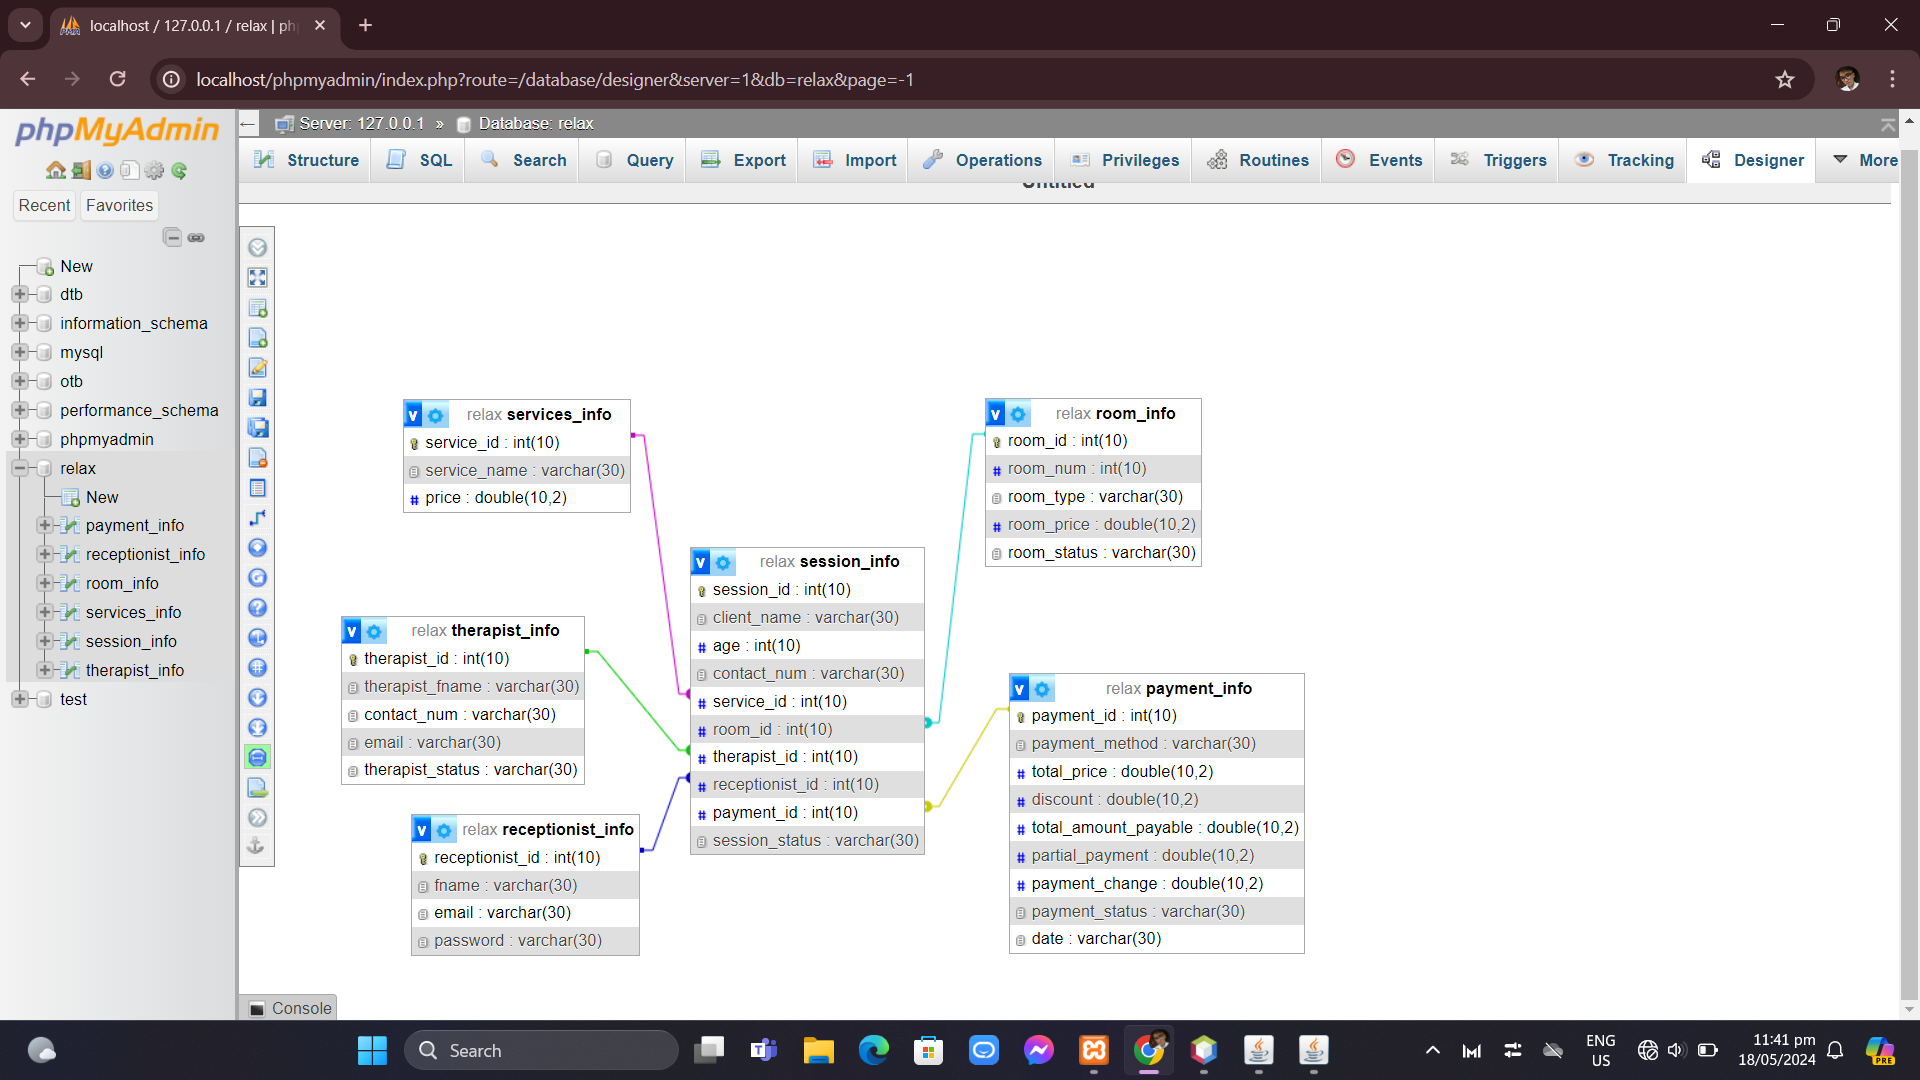 localhost / 127.0.0.1 / relax | ph
localhost/phpmyadmin/index.php?route=/database/designer&server=1&db=relax&page=-1
phpMyAdmin
Recent
Favorites
New
dtb
information_schema
mysql
otb
performance_schema
phpmyadmin
relax
New
payment_info
receptionist_info
room_info
services_info
session_info
therapist_info
test
Server: 127.0.0.1 » Database: relax
Structure
SQL
Search
Query
Export
Import
Operations
Privileges
Routines
Events
Triggers
Tracking
Designer
More
Untitled
v relax services_info
service_id : int(10)
service_name : varchar(30)
# price : double(10,2)
v relax room_info
room_id : int(10)
# room_num : int(10)
room_type : varchar(30)
# room_price : double(10,2)
room_status : varchar(30)
v relax session_info
session_id : int(10)
client_name : varchar(30)
# age : int(10)
contact_num : varchar(30)
# service_id : int(10)
# room_id : int(10)
# therapist_id : int(10)
# receptionist_id : int(10)
# payment_id : int(10)
session_status : varchar(30)
v relax therapist_info
therapist_id : int(10)
therapist_fname : varchar(30)
contact_num : varchar(30)
email : varchar(30)
therapist_status : varchar(30)
v relax payment_info
payment_id : int(10)
payment_method : varchar(30)
# total_price : double(10,2)
# discount : double(10,2)
# total_amount_payable : double(10,2)
# partial_payment : double(10,2)
# payment_change : double(10,2)
payment_status : varchar(30)
date : varchar(30)
v relax receptionist_info
receptionist_id : int(10)
fname : varchar(30)
email : varchar(30)
password : varchar(30)
Console
Search
ENG
US
11:41 pm
18/05/2024
PRE